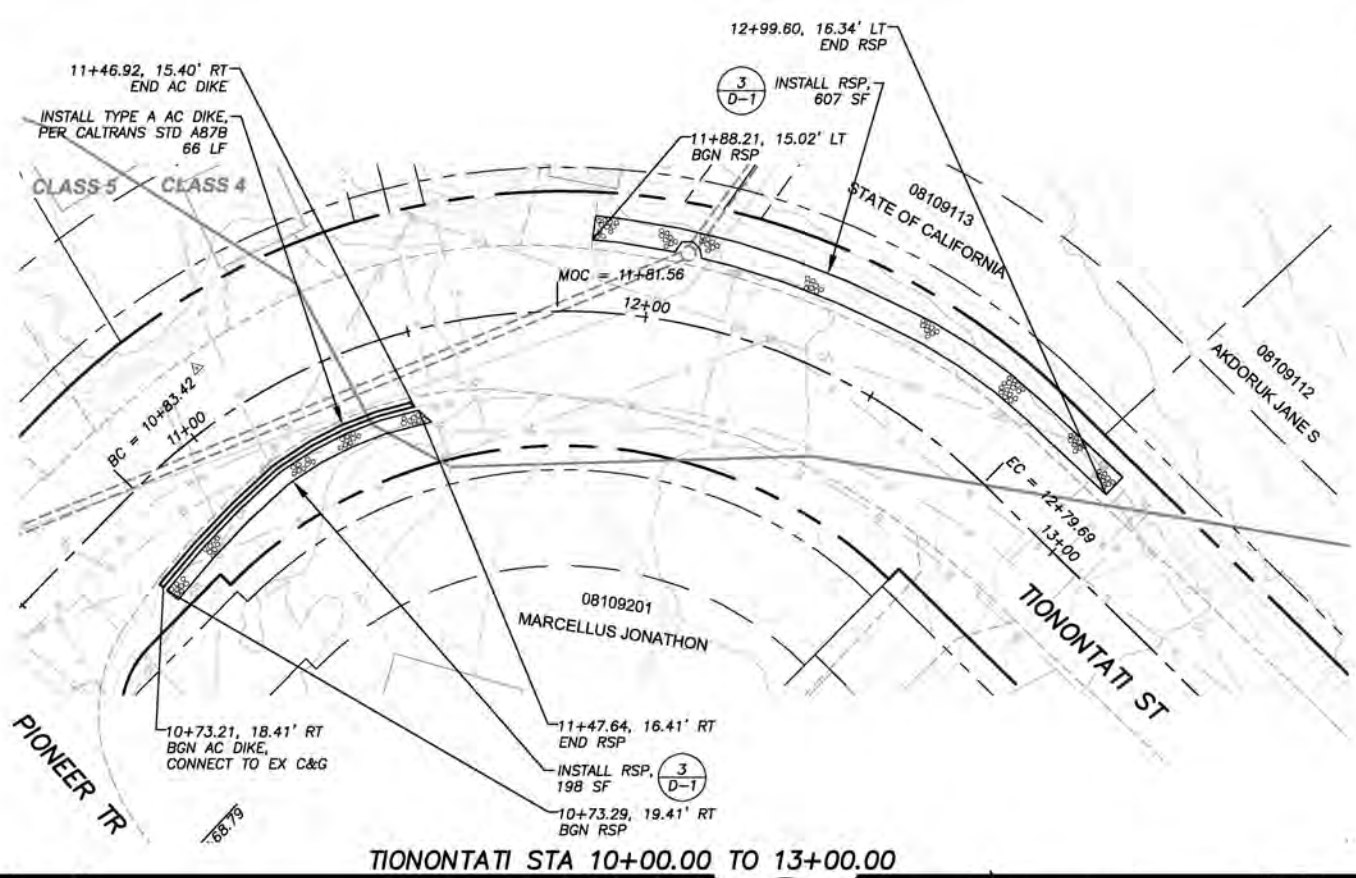 12+99.60, 16.34' LT
END RSP
11+46.92, 15.40' RT
END AC DIKE
3
D-1
INSTALL RSP,
607 SF
INSTALL TYPE A AC DIKE,
PER CALTRANS STD A87B
66 LF
11+88.21, 15.02' LT
BGN RSP
CLASS 5
CLASS 4
08109113
STATE OF CALIFORNIA
MOC = 11+81.56
12+00
08109112
AKDORUK JANE S
BC = 10+83.42
11+00
EC = 12+79.69
13+00
08109201
MARCELLUS JONATHON
TIONONTATI ST
10+73.21, 18.41' RT
BGN AC DIKE,
CONNECT TO EX C&G
11+47.64, 16.41' RT
END RSP
INSTALL RSP,
198 SF
3
D-1
10+73.29, 19.41' RT
BGN RSP
PIONEER TR
68.79
TIONONTATI STA 10+00.00 TO 13+00.00